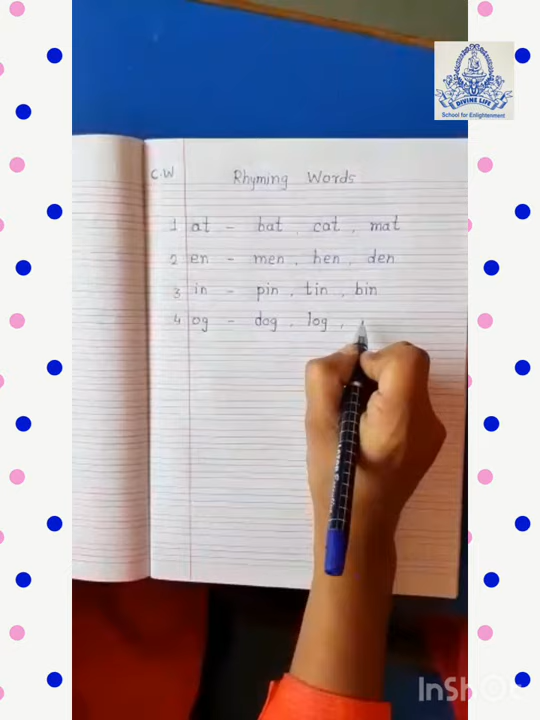 DIVINE LIFE
School for Enlightenment
C.W Rhyming Words
1 at - bat, cat, mat
2 en - men, hen, den
3 in - pin, tin, bin
4 og - dog, log,
InShOt